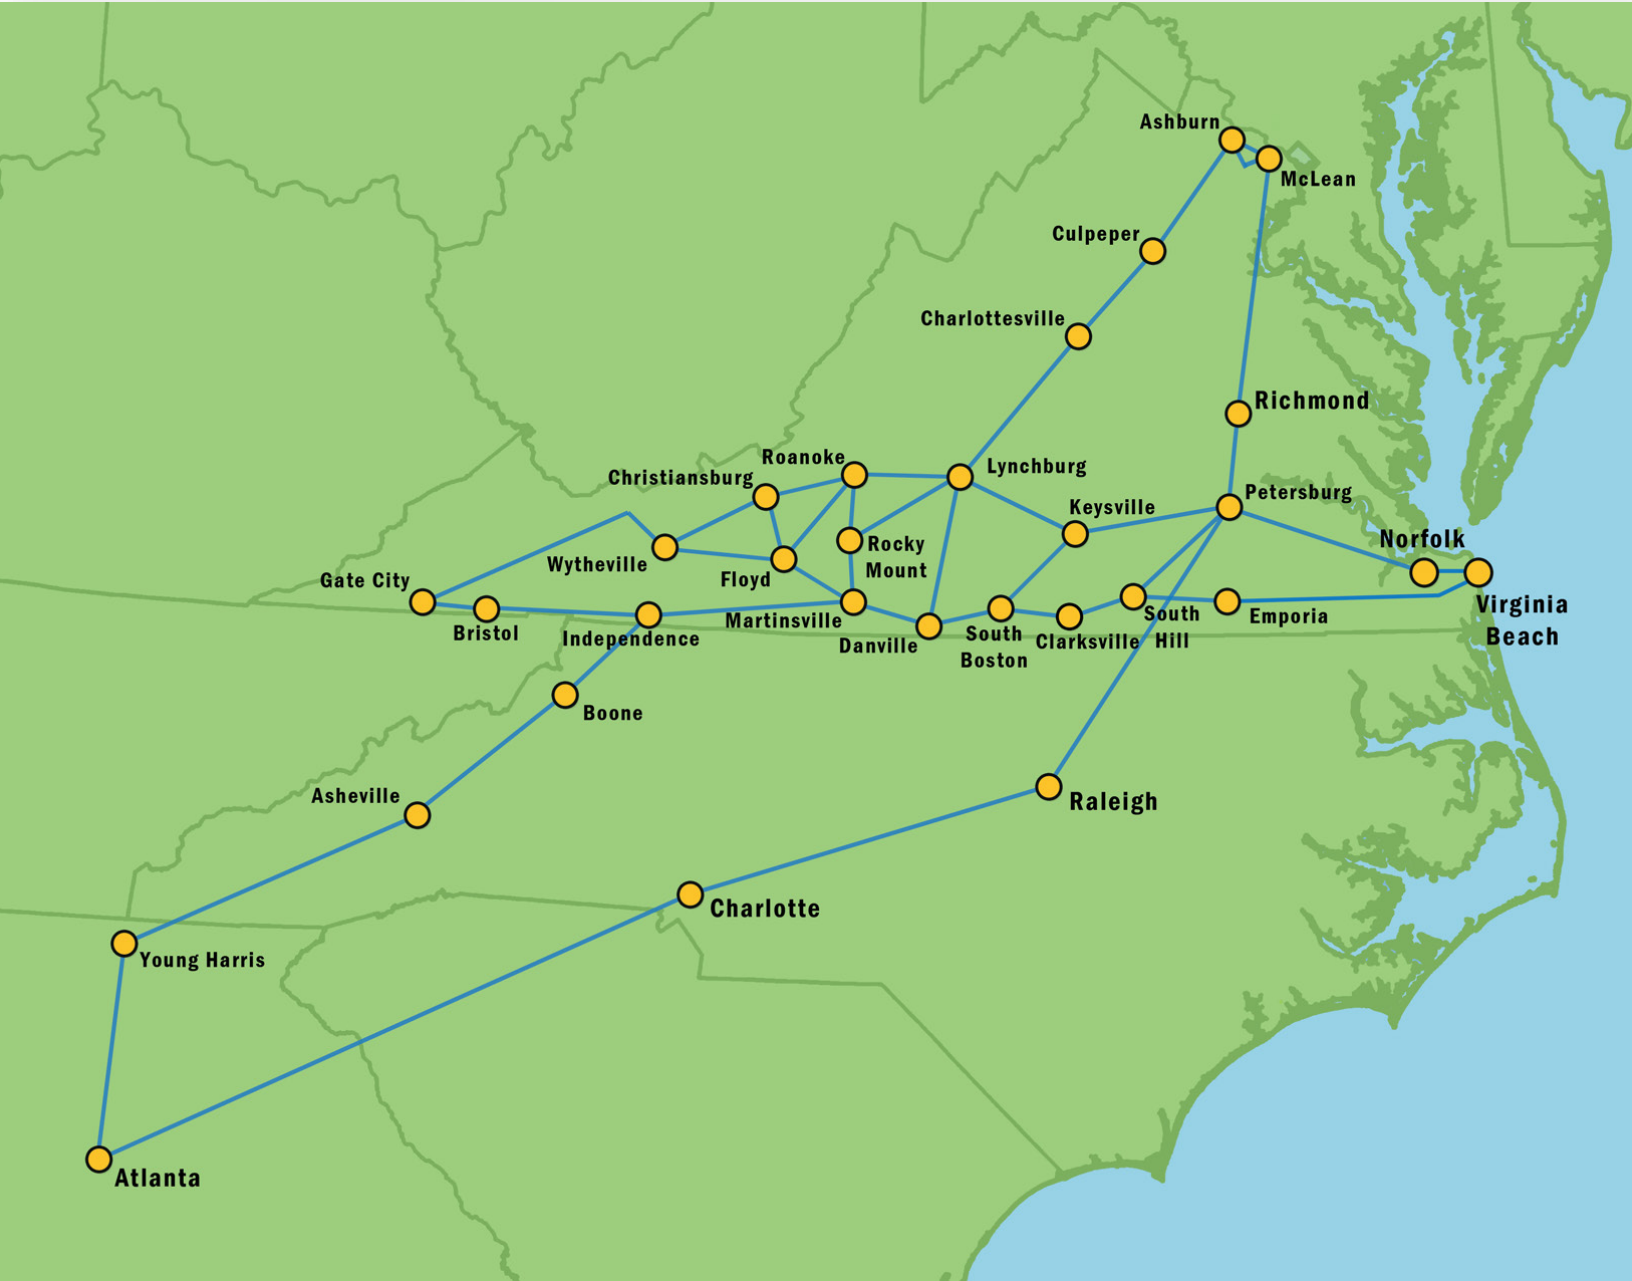 Ashburn
McLean
Culpeper
Charlottesville
Richmond
Roanoke
Lynchburg
Christiansburg
Petersburg
Keysville
Norfolk
Rocky
Mount
Wytheville
Floyd
Gate City
Virginia
Beach
Martinsville
South
Hill
Emporia
Bristol
Independence
Danville
South
Boston
Clarksville
Boone
Asheville
Raleigh
Charlotte
Young Harris
Atlanta